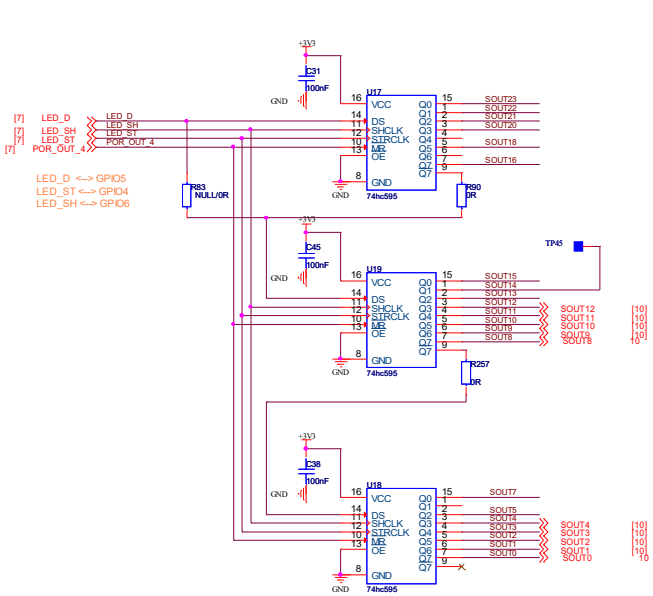 +3V3
C31
100nF
GND
U17
16 VCC Q0 15 SOUT23
Q1 1 SOUT22
[7] LED_D LED_D 14 DS Q2 2 SOUT21
[7] LED_SH LED_SH 11 SHCLK Q3 3 SOUT20
[7] LED_ST LED_ST 12 STRCLK Q4 4
[7] POR_OUT_4 POR_OUT_4 10 MR Q5 5 SOUT18
13 OE Q6 6
Q7 7 SOUT16
8 GND Q7 9
GND
74hc595
LED_D <--> GPIO5
LED_ST <--> GPIO4
LED_SH <--> GPIO6
R83
NULL/0R
R90
0R
+3V3
C45
100nF
GND
TP45
U19
16 VCC Q0 15 SOUT15
Q1 1 SOUT14
14 DS Q2 2 SOUT13
11 SHCLK Q3 3 SOUT12 SOUT12 [10]
12 STRCLK Q4 4 SOUT11 SOUT11 [10]
10 MR Q5 5 SOUT10 SOUT10 [10]
13 OE Q6 6 SOUT9 SOUT9 [10]
Q7 7 SOUT8 SOUT8 10
8 GND Q7 9
GND
74hc595
R257
0R
+3V3
C38
100nF
GND
U18
16 VCC Q0 15 SOUT7
Q1 1
14 DS Q2 2 SOUT5
11 SHCLK Q3 3 SOUT4 SOUT4 [10]
12 STRCLK Q4 4 SOUT3 SOUT3 [10]
10 MR Q5 5 SOUT2 SOUT2 [10]
13 OE Q6 6 SOUT1 SOUT1 [10]
Q7 7 SOUT0 SOUT0 10
8 GND Q7 9
GND
74hc595